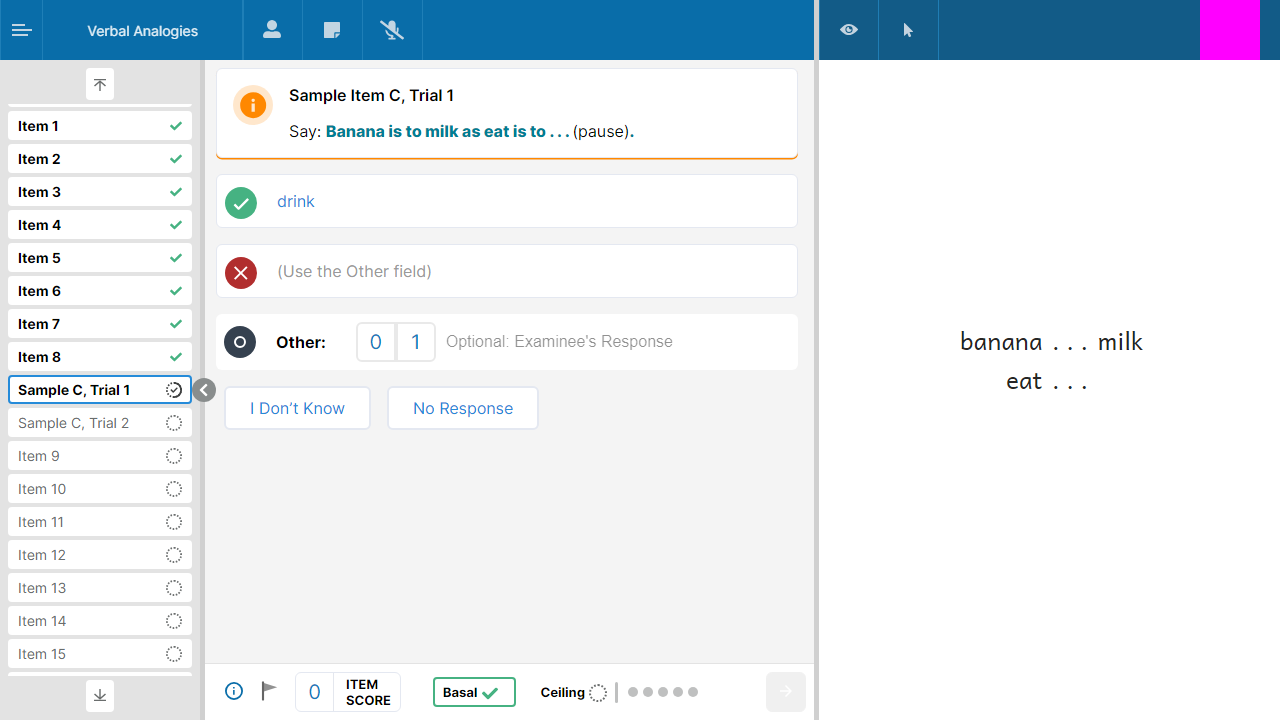 Verbal Analogies
Item 1
Item 2
Item 3
Item 4
Item 5
Item 6
Item 7
Item 8
Sample C, Trial 1
Sample C, Trial 2
Item 9
Item 10
Item 11
Item 12
Item 13
Item 14
Item 15
Sample Item C, Trial 1
Say: Banana is to milk as eat is to . . . (pause).
drink
(Use the Other field)
Other:
0
1
Optional: Examinee's Response
I Don’t Know
No Response
0
ITEM
SCORE
Basal
Ceiling
banana . . . milk
eat . . .